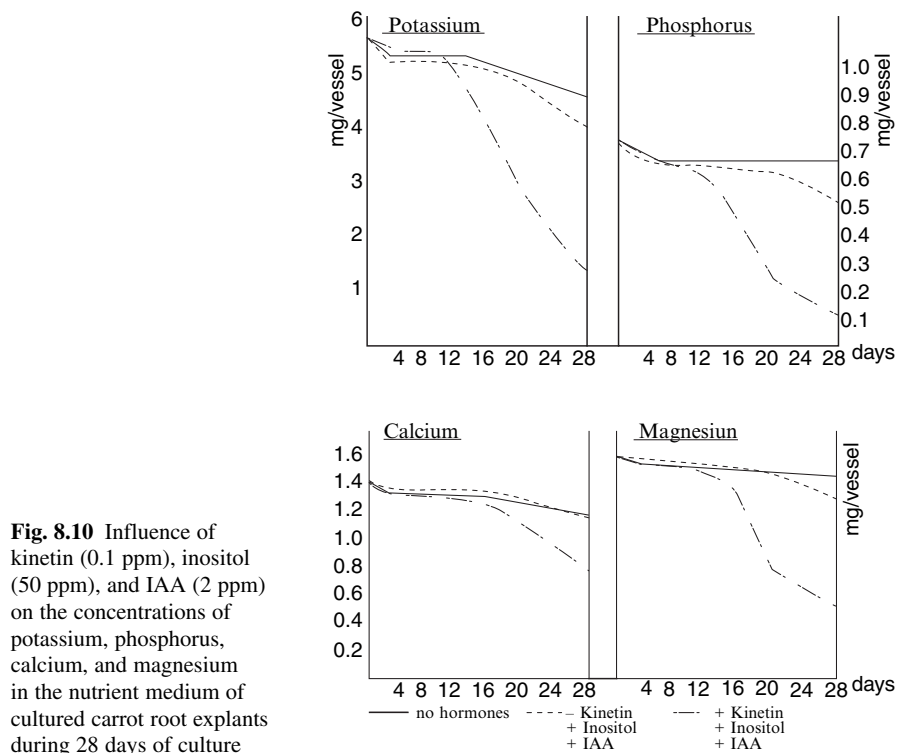 Potassium Phosphorus
6
5
4
3
2
1
mg/vessel
1.0
0.9
0.8
0.7
0.6
0.5
0.4
0.3
0.2
0.1
mg/vessel
4 8 12 16 20 24 28 4 8 12 16 20 24 28 days
Calcium Magnesiun
1.6
1.4
1.2
1.0
0.8
0.6
0.4
0.2
mg/vessel
4 8 12 16 20 24 28 4 8 12 16 20 24 28 days
no hormones – Kinetin + Kinetin
+ Inositol + Inositol
+ IAA + IAA
Fig. 8.10 Influence of
kinetin (0.1 ppm), inositol
(50 ppm), and IAA (2 ppm)
on the concentrations of
potassium, phosphorus,
calcium, and magnesium
in the nutrient medium of
cultured carrot root explants
during 28 days of culture